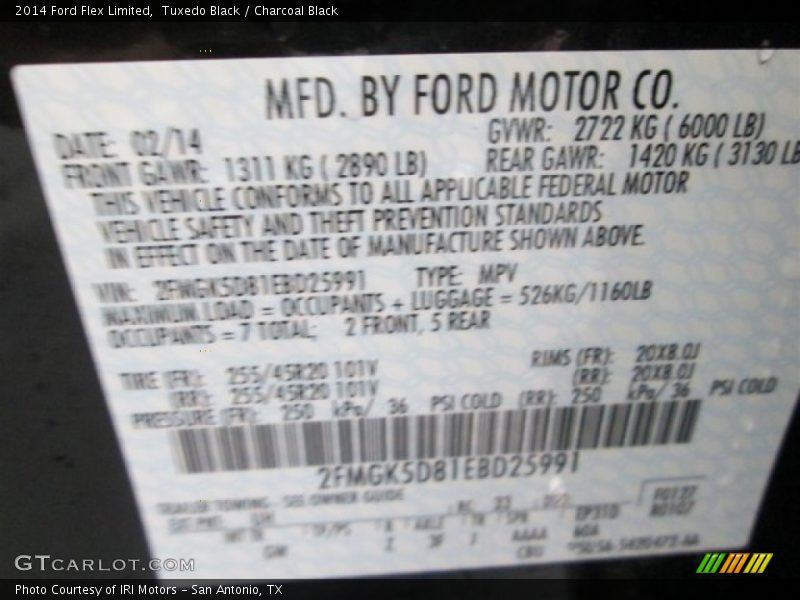 2014 Ford Flex Limited, Tuxedo Black / Charcoal Black
MFD. BY FORD MOTOR CO.
DATE: 02/14 GVWR: 2722 KG ( 6000 LB)
FRONT GAWR: 1311 KG ( 2890 LB) REAR GAWR: 1420 KG ( 3130 LB
THIS VEHICLE CONFORMS TO ALL APPLICABLE FEDERAL MOTOR
VEHICLE SAFETY AND THEFT PREVENTION STANDARDS
IN EFFECT ON THE DATE OF MANUFACTURE SHOWN ABOVE.
VIN: 2FMGK5D81EBD25991 TYPE: MPV
MAXIMUM LOAD = OCCUPANTS + LUGGAGE = 526KG/1160LB
OCCUPANTS = 7 TOTAL; 2 FRONT, 5 REAR
TIRE (FR): 255/45R20 101V RIMS (FR): 20X8.0J
(RR): 255/45R20 101V (RR): 20X8.0J
PRESSURE (FR): 250 kPa/ 36 PSI COLD (RR): 250 kPa/ 36 PSI COLD
2FMGK5D81EBD25991
TRAILER TOWING - SEE OWNER GUIDE
GTCARLOT.COM
Photo Courtesy of IRI Motors – San Antonio, TX